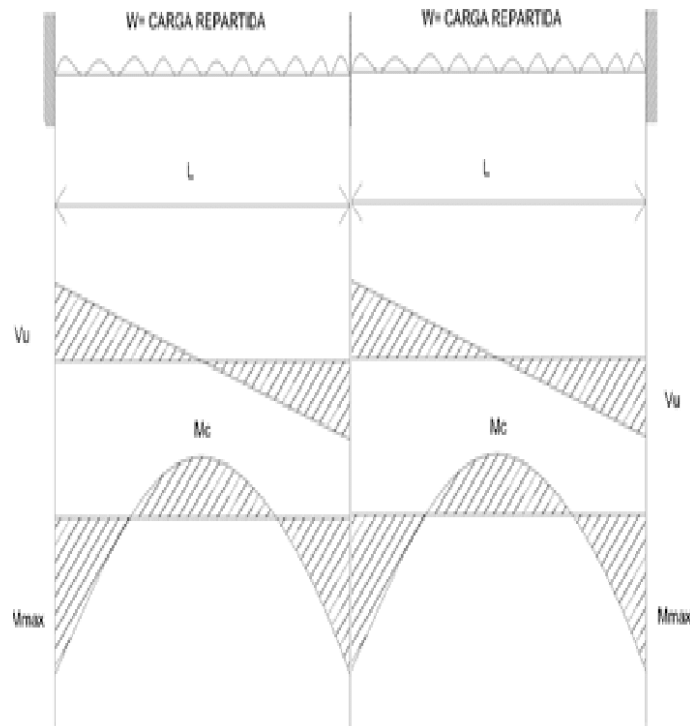 W= CARGA REPARTIDA
W= CARGA REPARTIDA
L
L
Vu
Vu
Mc
Mc
Mmax
Mmax